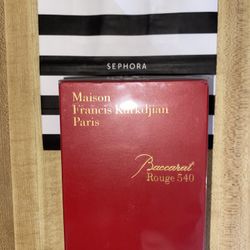 SEPHORA
Maison
Francis Kurkdjian
Paris
Baccarat
Rouge 540